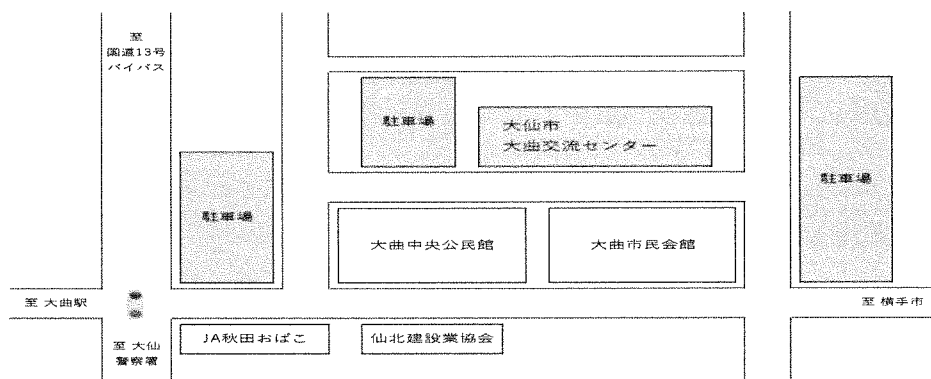 至
国道13号
バイパス
駐車場
大仙市
大曲交流センター
駐車場
駐車場
大曲中央公民館
大曲市民会館
至 大曲駅
至 横手市
至 大仙
警察署
JA秋田おばこ
仙北建設業協会